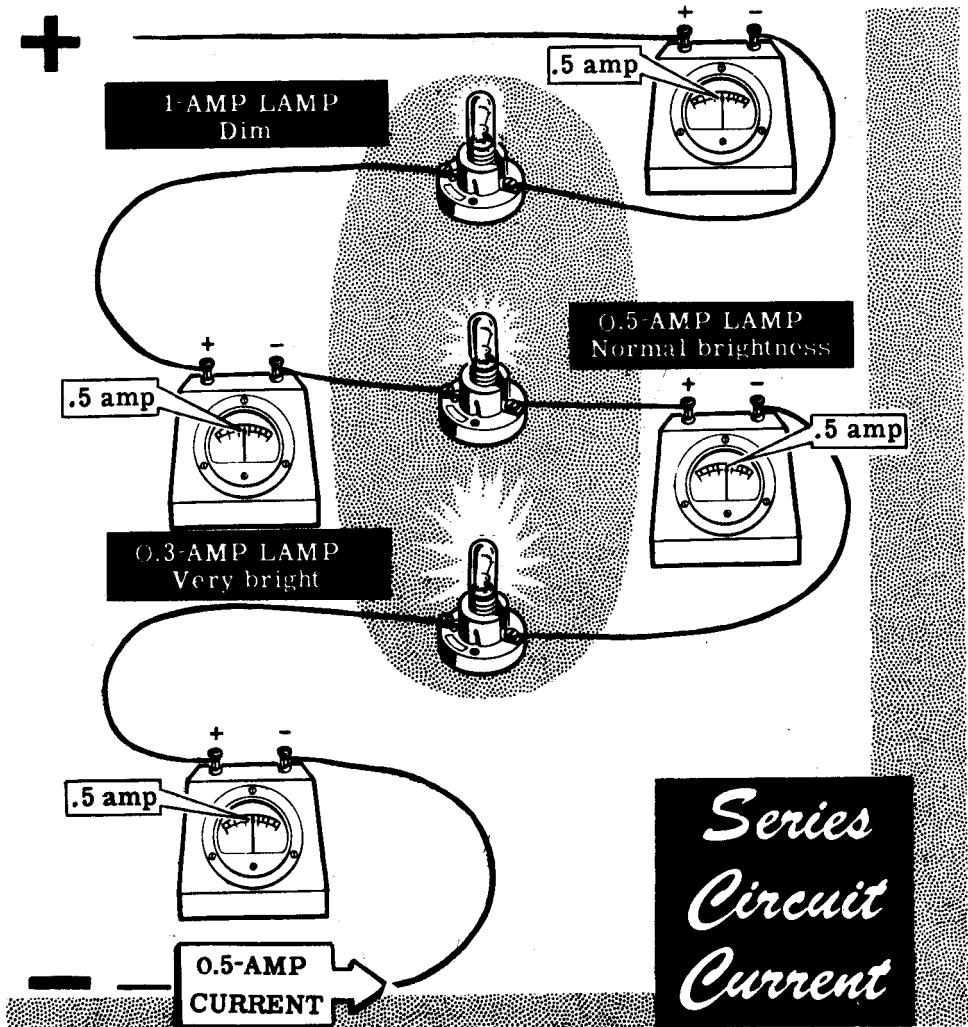 +
+ -
.5 amp
1-AMP LAMP
Dim
0.5-AMP LAMP
Normal brightness
+ -
.5 amp
+ -
.5 amp
0.3-AMP LAMP
Very bright
+ -
.5 amp
Series
Circuit
Current
0.5-AMP
CURRENT
-